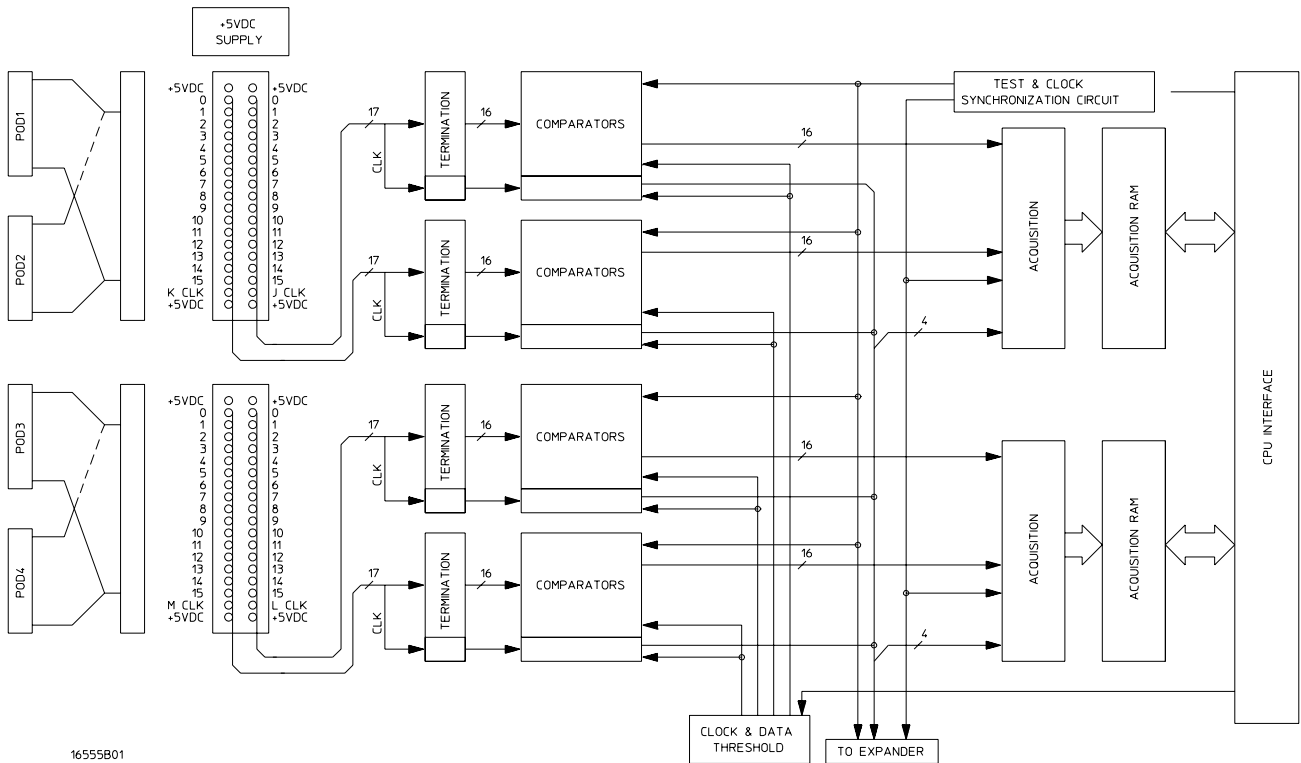 +5VDC
SUPPLY
POD1
POD2
+5VDC
0
1
2
3
4
5
6
7
8
9
10
11
12
13
14
15
K CLK
+5VDC
+5VDC
0
1
2
3
4
5
6
7
8
9
10
11
12
13
14
15
J CLK
+5VDC
17
CLK
TERMINATION
16
COMPARATORS
16
17
CLK
TERMINATION
16
COMPARATORS
16
4
TEST & CLOCK
SYNCHRONIZATION CIRCUIT
ACQUISITION
ACQUISITION RAM
CPU INTERFACE
POD3
POD4
+5VDC
0
1
2
3
4
5
6
7
8
9
10
11
12
13
14
15
M CLK
+5VDC
+5VDC
0
1
2
3
4
5
6
7
8
9
10
11
12
13
14
15
L CLK
+5VDC
17
CLK
TERMINATION
16
COMPARATORS
16
17
CLK
TERMINATION
16
COMPARATORS
16
4
ACQUISITION
ACQUISITION RAM
CLOCK & DATA
THRESHOLD
TO EXPANDER
16555B01